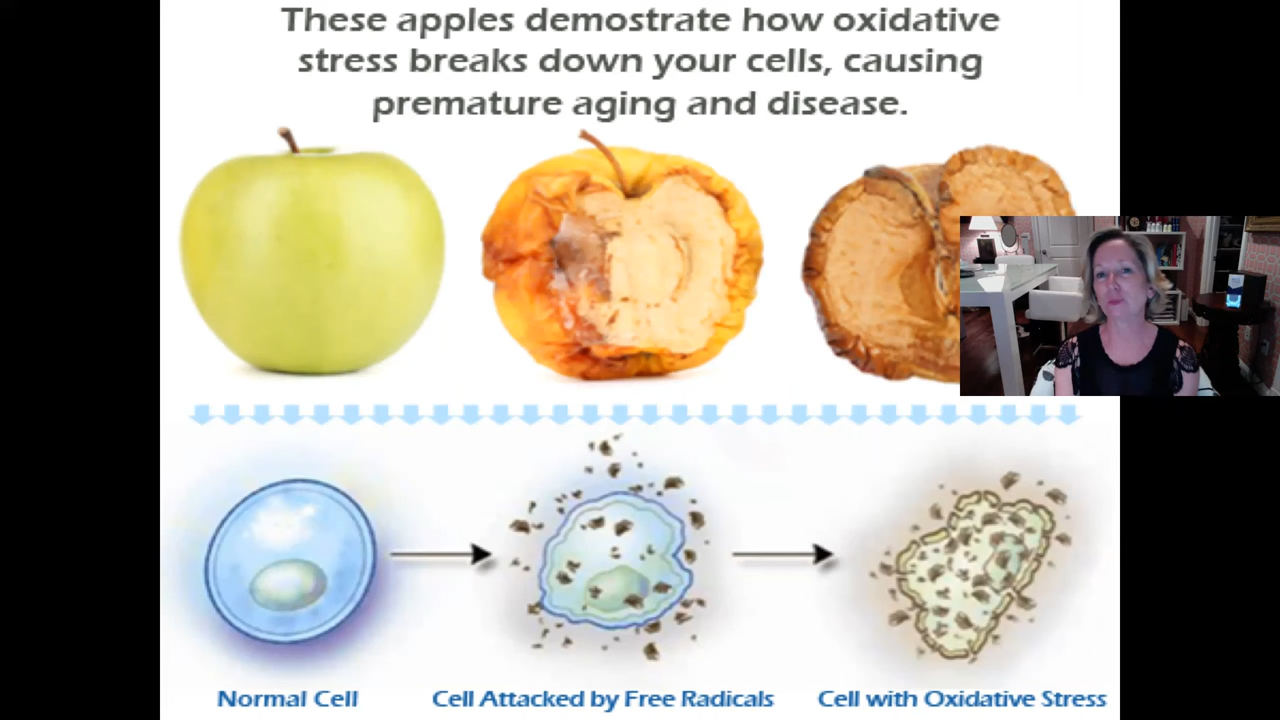 These apples demostrate how oxidative
stress breaks down your cells, causing
premature aging and disease.
Normal Cell
Cell Attacked by Free Radicals
Cell with Oxidative Stress